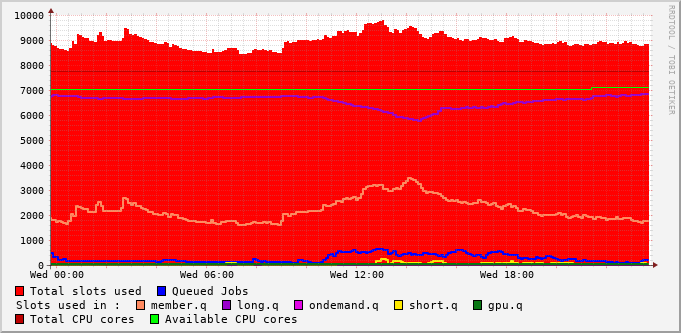 10000
9000
8000
7000
6000
5000
4000
3000
2000
1000
0
Wed 00:00 Wed 06:00 Wed 12:00 Wed 18:00
RRDTOOL / TOBI OETIKER
Total slots used Queued Jobs
Slots used in : member.q long.q ondemand.q short.q gpu.q
Total CPU cores Available CPU cores